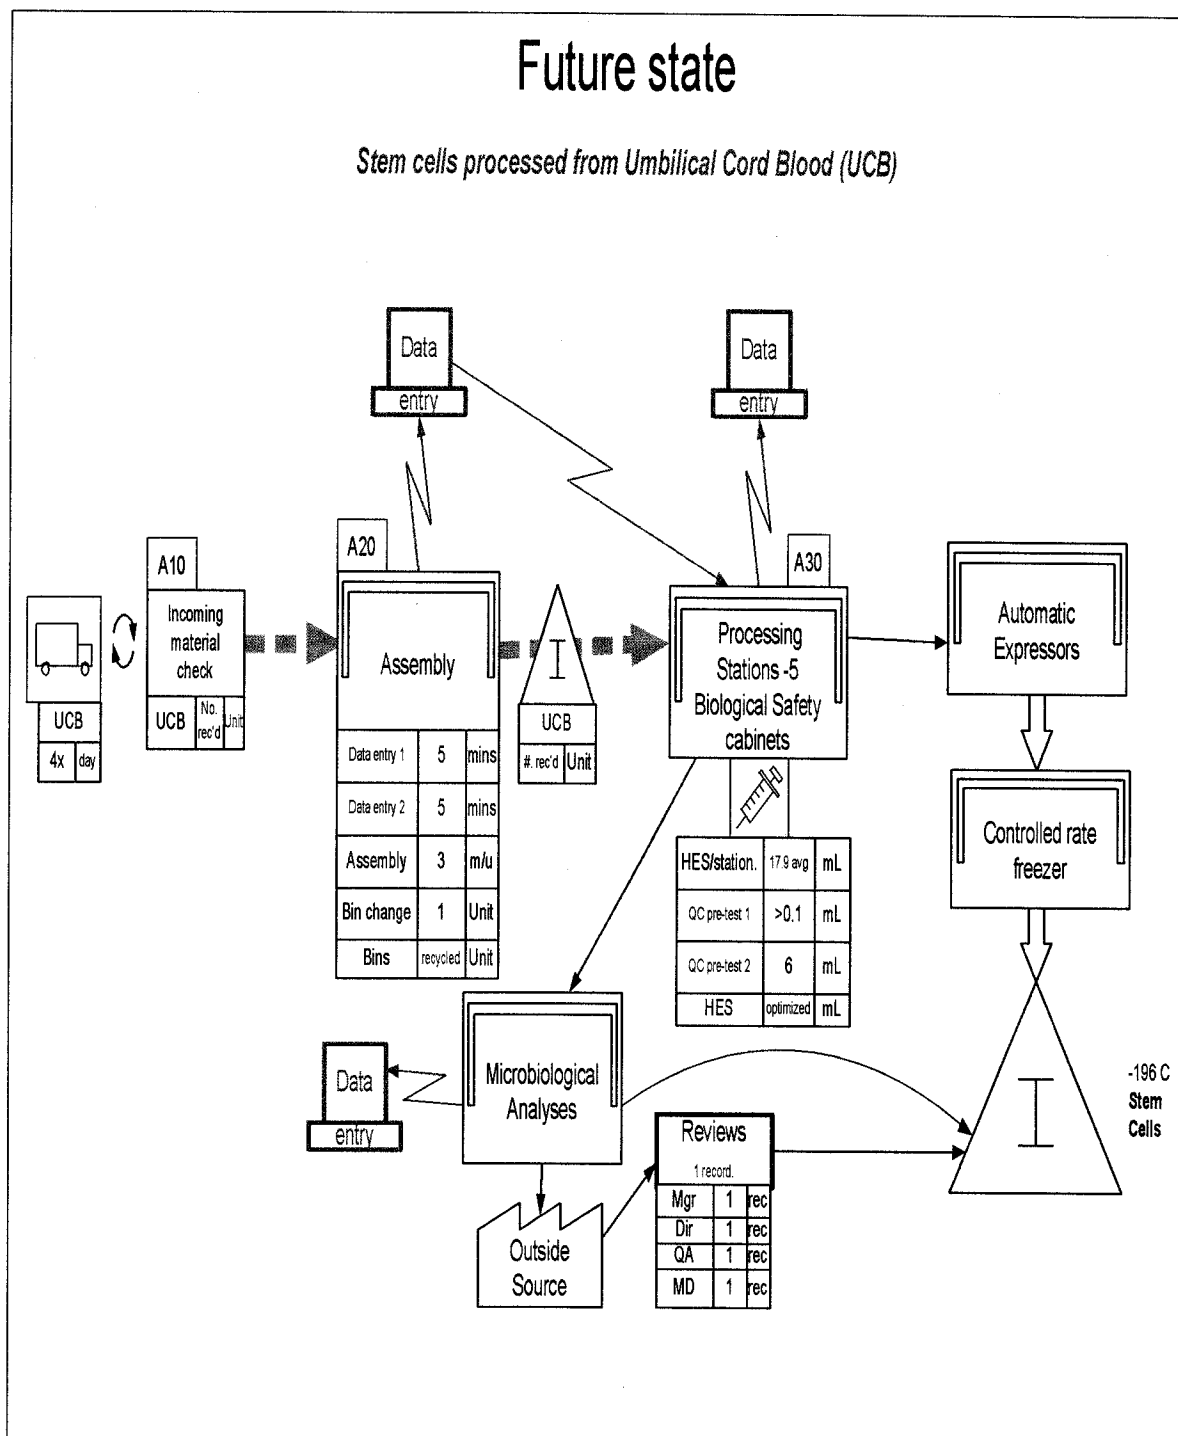 Future state
Stem cells processed from Umbilical Cord Blood (UCB)
Data
entry
Data
entry
UCB
4x day
A10
Incoming
material
check
UCB No. rec'd Unit
A20
Assembly
Data entry 1 5 mins
Data entry 2 5 mins
Assembly 3 m/u
Bin change 1 Unit
Bins recycled Unit
I
UCB
#. rec'd Unit
A30
Processing
Stations -5
Biological Safety
cabinets
HES/station. 17.9 avg mL
QC pre-test 1 >0.1 mL
QC pre-test 2 6 mL
HES optimized mL
Automatic
Expressors
Controlled rate
freezer
I
-196 C
Stem
Cells
Data
entry
Microbiological
Analyses
Outside
Source
Reviews
1 record.
Mgr 1 rec
Dir 1 rec
QA 1 rec
MD 1 rec